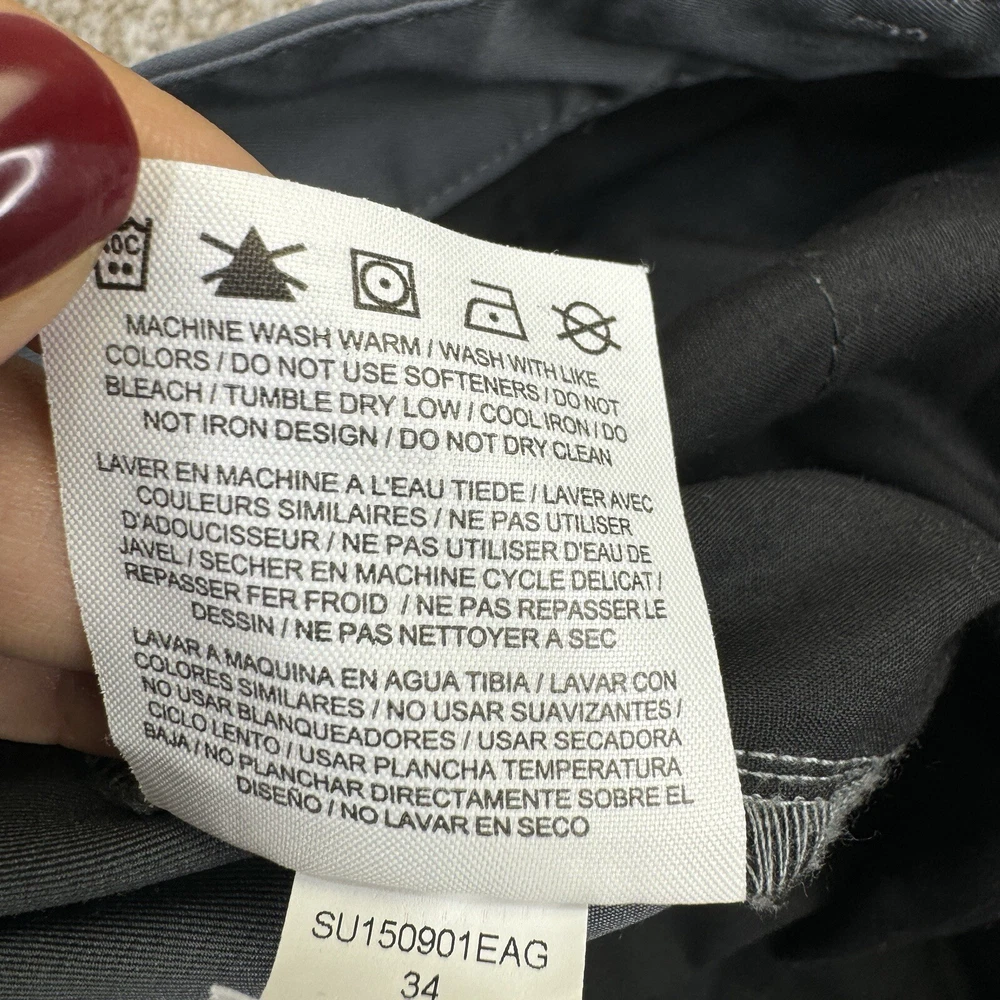 0C
MACHINE WASH WARM / WASH WITH LIKE
COLORS / DO NOT USE SOFTENERS / DO NOT
BLEACH / TUMBLE DRY LOW / COOL IRON / DO
NOT IRON DESIGN / DO NOT DRY CLEAN
LAVER EN MACHINE A L'EAU TIEDE / LAVER AVEC
COULEURS SIMILAIRES / NE PAS UTILISER
D'ADOUCISSEUR / NE PAS UTILISER D'EAU DE
JAVEL / SECHER EN MACHINE CYCLE DELICAT /
REPASSER FER FROID / NE PAS REPASSER LE
DESSIN / NE PAS NETTOYER A SEC
LAVAR A MAQUINA EN AGUA TIBIA / LAVAR CON
COLORES SIMILARES / NO USAR SUAVIZANTES /
NO USAR BLANQUEADORES / USAR SECADORA
CICLO LENTO / USAR PLANCHA TEMPERATURA
BAJA / NO PLANCHAR DIRECTAMENTE SOBRE EL
DISEÑO / NO LAVAR EN SECO
SU150901EAG
34